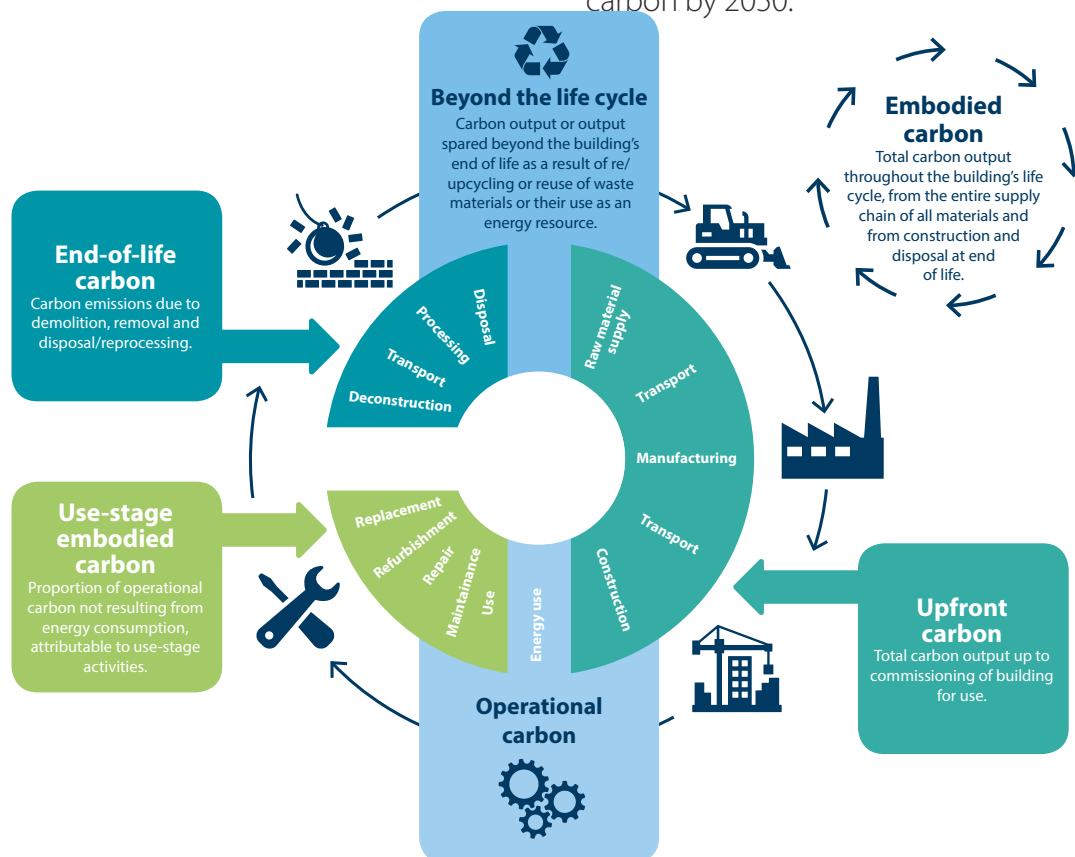 carbon by 2050.
Beyond the life cycle
Carbon output or output
spared beyond the building's
end of life as a result of re/
upcycling or reuse of waste
materials or their use as an
energy resource.
Embodied
carbon
Total carbon output
throughout the building's life
cycle, from the entire supply
chain of all materials and
from construction and
disposal at end
of life.
End-of-life
carbon
Carbon emissions due to
demolition, removal and
disposal/reprocessing.
Disposal
Processing
Transport
Deconstruction
Raw material
supply
Transport
Manufacturing
Transport
Construction
Use-stage
embodied
carbon
Proportion of operational
carbon not resulting from
energy consumption,
attributable to use-stage
activities.
Replacement
Refurbishment
Repair
Maintainance
Use
Energy use
Upfront
carbon
Total carbon output up to
commissioning of building
for use.
Operational
carbon